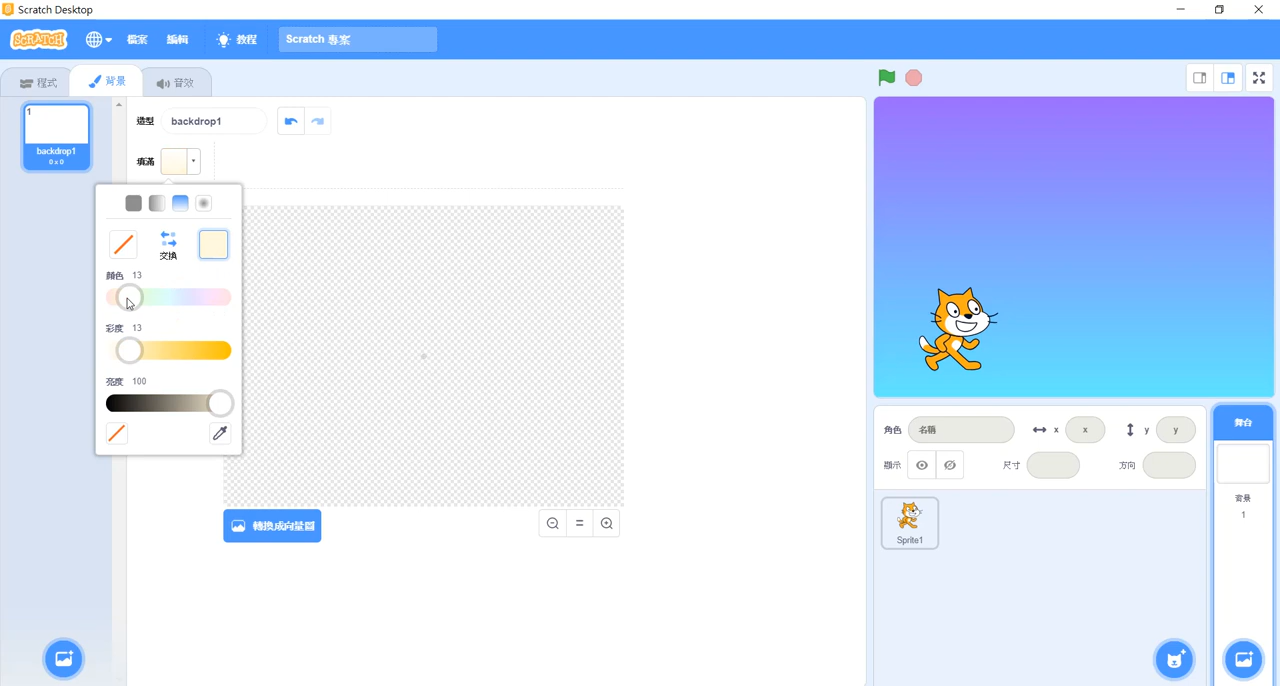 Scratch Desktop
SCRATCH 檔案 編輯 教程 Scratch 專案
程式 背景 音效
1
backdrop1
0 x 0
造型 backdrop1
填滿
交換
顏色 13
彩度 13
亮度 100
轉換成向量圖
角色 名稱 x x y y
顯示 尺寸 方向
Sprite1
舞台
背景
1